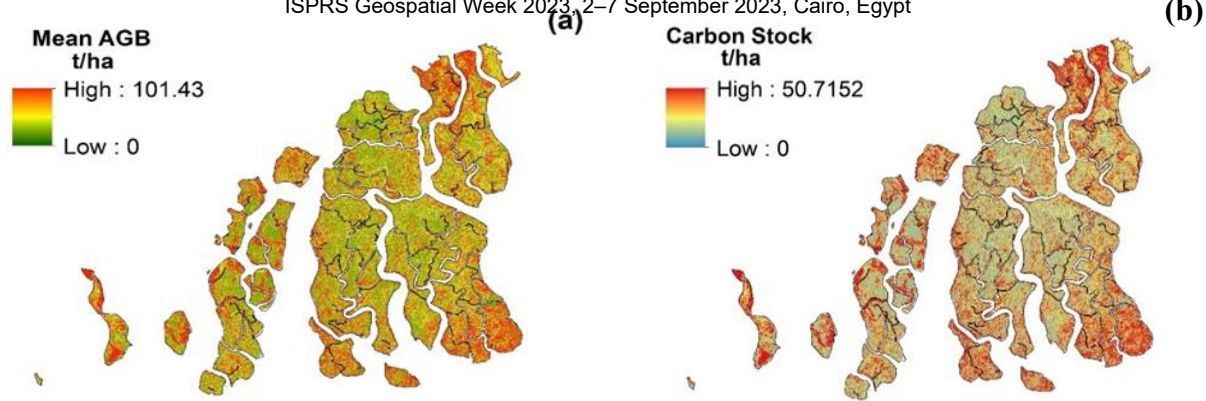 ISPRS Geospatial Week 2023, 2–7 September 2023, Cairo, Egypt
(a)
(b)
Mean AGB
t/ha
High : 101.43
Low : 0
Carbon Stock
t/ha
High : 50.7152
Low : 0